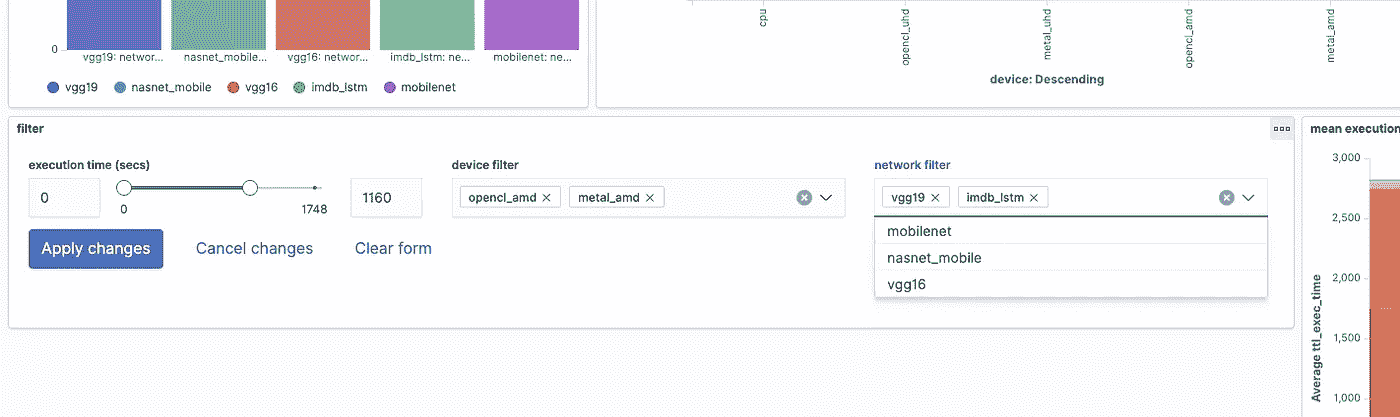 0
vgg19: networ...
nasnet_mobile...
vgg16: networ...
imdb_lstm: ne...
mobilenet: ne...
vgg19
nasnet_mobile
vgg16
imdb_lstm
mobilenet
cpu
opencl_uhd
metal_uhd
opencl_amd
metal_amd
device: Descending
filter
execution time (secs)
0
0
1748
1160
device filter
opencl_amd ×
metal_amd ×
network filter
vgg19 ×
imdb_lstm ×
mobilenet
nasnet_mobile
vgg16
Apply changes
Cancel changes
Clear form
mean execution
3,000
2,500
2,000
1,500
1,000
Average ttl_exec_time